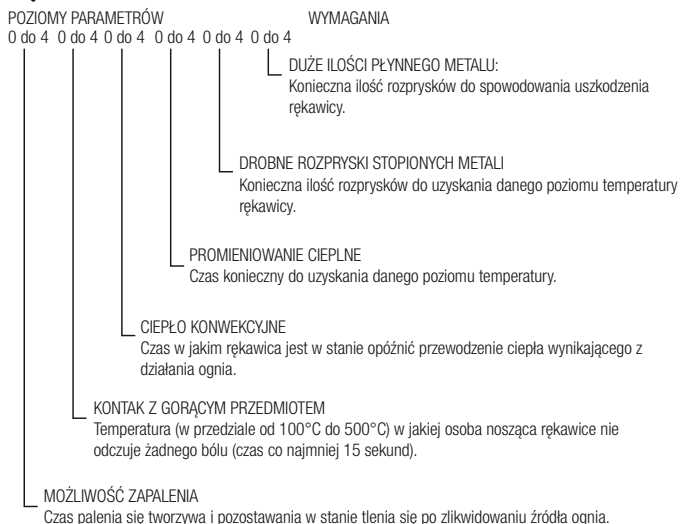 POZIOMY PARAMETRÓW WYMAGANIA
0 do 4 0 do 4 0 do 4 0 do 4 0 do 4 0 do 4
DUŻE ILOŚCI PŁYNNEGO METALU:
Konieczna ilość rozprysków do spowodowania uszkodzenia
rękawicy.
DROBNE ROZPRYSKI STOPIONYCH METALI
Konieczna ilość rozprysków do uzyskania danego poziomu temperatury
rękawicy.
PROMIENIOWANIE CIEPLNE
Czas konieczny do uzyskania danego poziomu temperatury.
CIEPŁO KONWEKCYJNE
Czas w jakim rękawica jest w stanie opóźnić przewodzenie ciepła wynikającego z
działania ognia.
KONTAK Z GORĄCYM PRZEDMIOTEM
Temperatura (w przedziale od 100°C do 500°C) w jakiej osoba nosząca rękawice nie
odczuje żadnego bólu (czas co najmniej 15 sekund).
MOŻLIWOŚĆ ZAPALENIA
Czas palenia się tworzywa i pozostawania w stanie tlenia się po zlikwidowaniu źródła ognia.